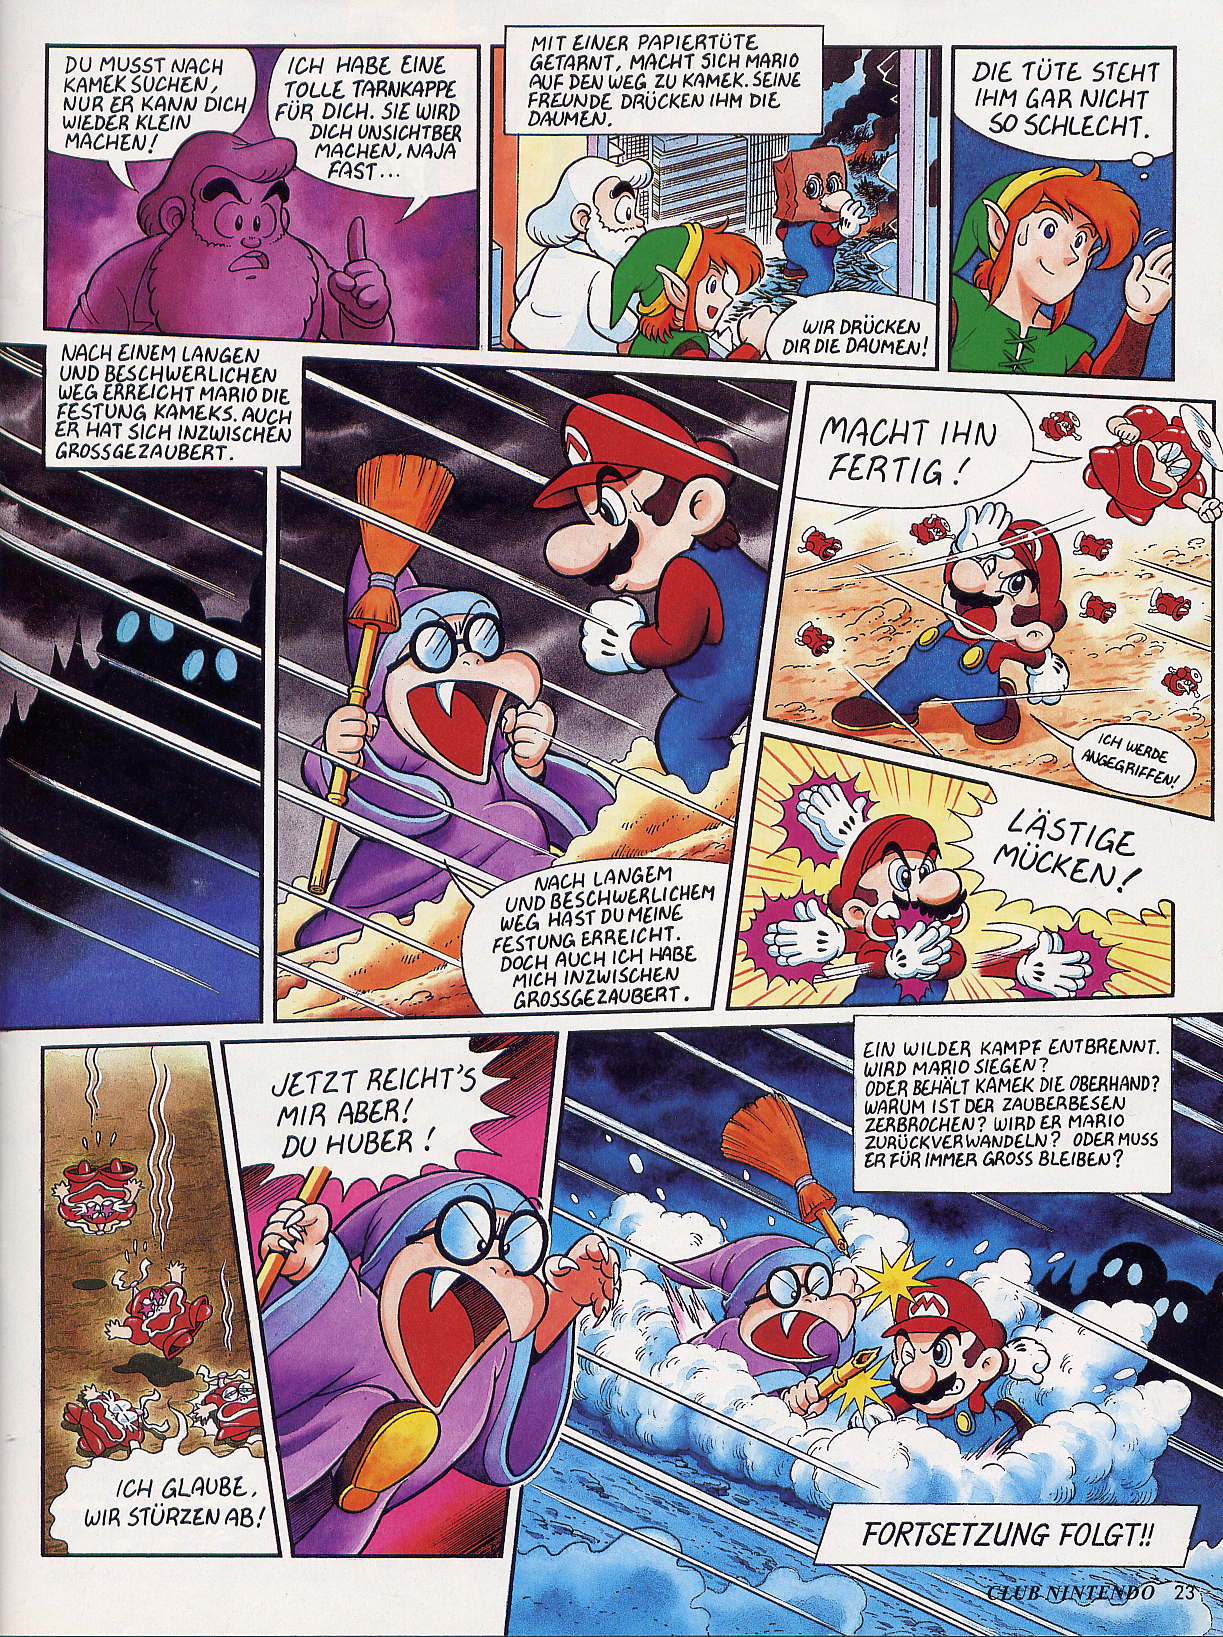 DU MUSST NACH
KAMEK SUCHEN,
NUR ER KANN DICH
WIEDER KLEIN
MACHEN!
ICH HABE EINE
TOLLE TARNKAPPE
FÜR DICH. SIE WIRD
DICH UNSICHTBER
MACHEN, NAJA
FAST...
MIT EINER PAPIERTÜTE
GETARNT, MACHT SICH MARIO
AUF DEN WEG ZU KAMEK. SEINE
FREUNDE DRÜCKEN IHM DIE
DAUMEN.
WIR DRÜCKEN
DIR DIE DAUMEN!
DIE TÜTE STEHT
IHM GAR NICHT
SO SCHLECHT.
NACH EINEM LANGEN
UND BESCHWERLICHEN
WEG ERREICHT MARIO DIE
FESTUNG KAMEKS. AUCH
ER HAT SICH INZWISCHEN
GROSSGEZAUBERT.
M
NACH LANGEM
UND BESCHWERLICHEM
WEG HAST DU MEINE
FESTUNG ERREICHT.
DOCH AUCH ICH HABE
MICH INZWISCHEN
GROSSGEZAUBERT.
MACHT IHN
FERTIG!
ICH WERDE
ANGEGRIFFEN!
LÄSTIGE
MÜCKEN!
ICH GLAUBE,
WIR STÜRZEN AB!
JETZT REICHT'S
MIR ABER!
DU HUBER!
EIN WILDER KAMPF ENTBRENNT.
WIRD MARIO SIEGEN?
ODER BEHÄLT KAMEK DIE OBERHAND?
WARUM IST DER ZAUBERBESEN
ZERBROCHEN? WIRD ER MARIO
ZURÜCKVERWANDELN? ODER MUSS
ER FÜR IMMER GROSS BLEIBEN?
M
FORTSETZUNG FOLGT!!
CLUB NINTENDO 23